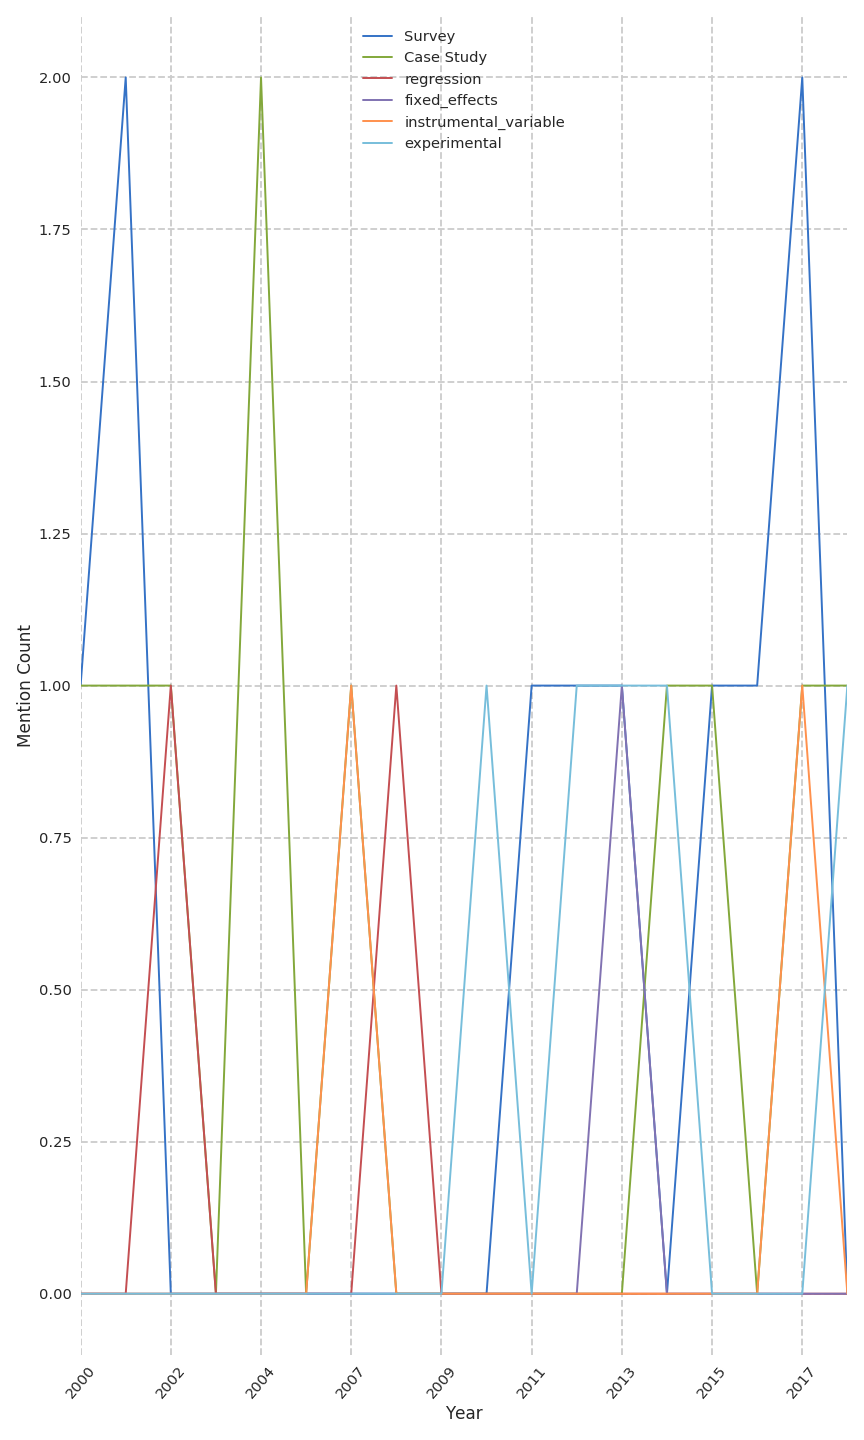 Survey
Case Study
regression
fixed_effects
instrumental_variable
experimental
2.00
1.75
1.50
1.25
1.00
0.75
0.50
0.25
0.00
Mention Count
2000
2002
2004
2007
2009
2011
2013
2015
2017
Year